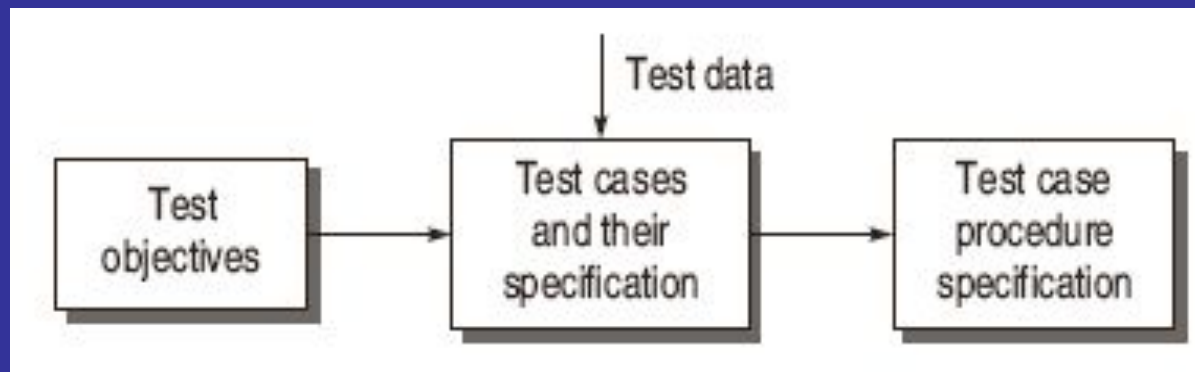 Test data
Test
objectives
Test cases
and their
specification
Test case
procedure
specification